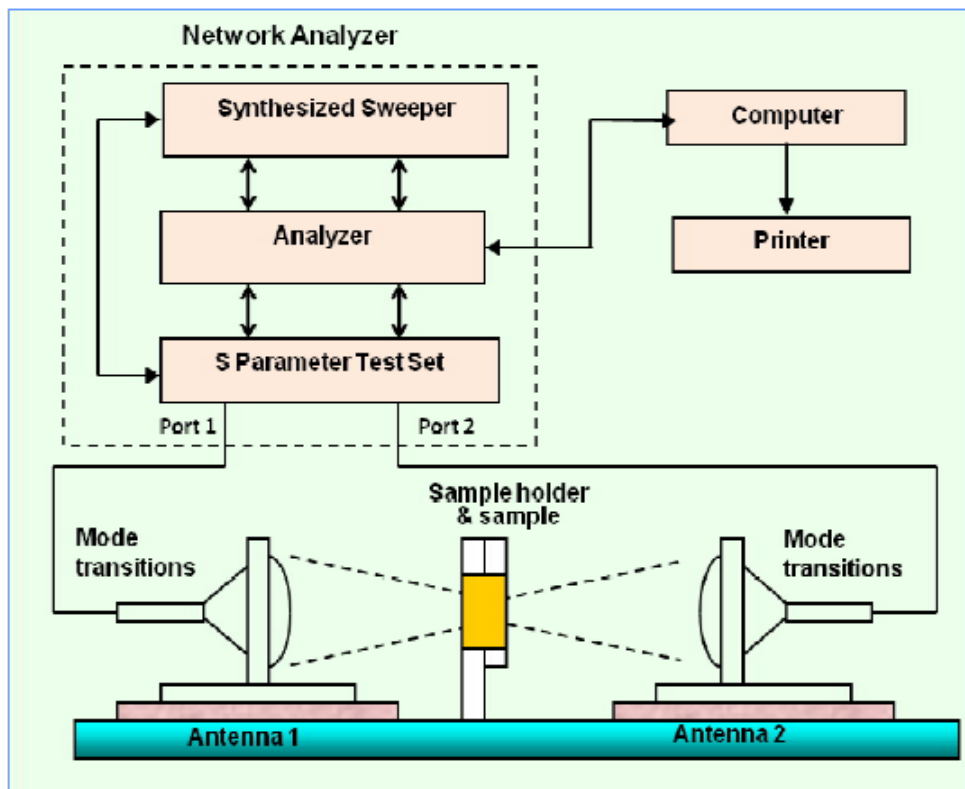 Network Analyzer
Synthesized Sweeper
Computer
Analyzer
Printer
S Parameter Test Set
Port 1
Port 2
Sample holder
& sample
Mode
transitions
Mode
transitions
Antenna 1
Antenna 2